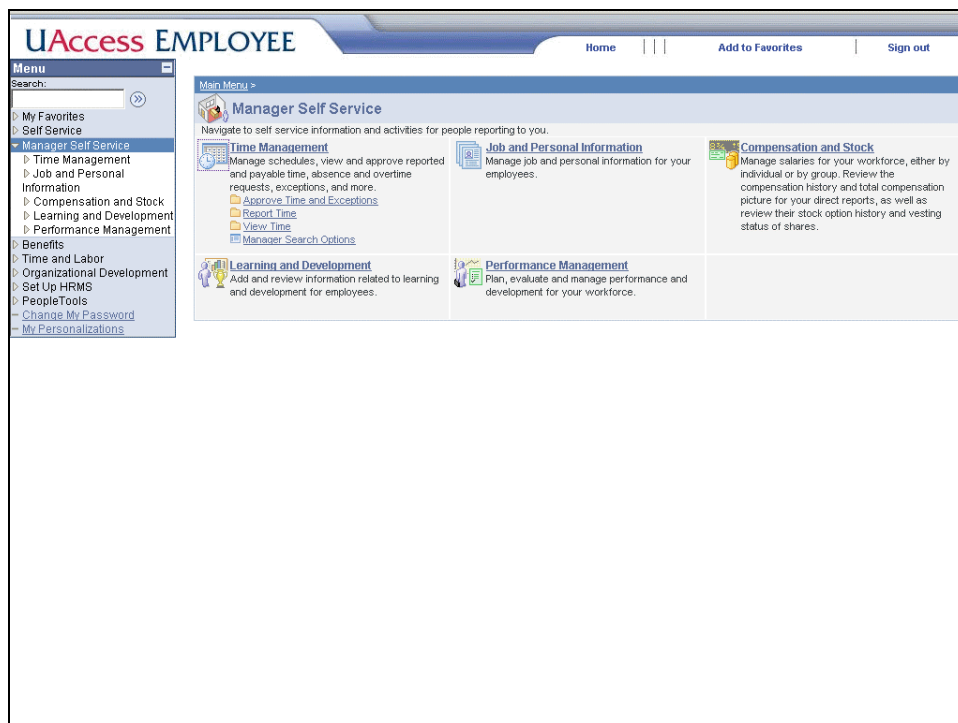 UACCESS EMPLOYEE
Home
Add to Favorites
Sign out
Menu
Search:
My Favorites
Self Service
Manager Self Service
Time Management
Job and Personal
Information
Compensation and Stock
Learning and Development
Performance Management
Benefits
Time and Labor
Organizational Development
Set Up HRMS
PeopleTools
Change My Password
My Personalizations
Main Menu >
Manager Self Service
Navigate to self service information and activities for people reporting to you.
Time Management
Manage schedules, view and approve reported
and payable time, absence and overtime
requests, exceptions, and more.
Approve Time and Exceptions
Report Time
View Time
Manager Search Options
Job and Personal Information
Manage job and personal information for your
employees.
Compensation and Stock
Manage salaries for your workforce, either by
individual or by group. Review the
compensation history and total compensation
picture for your direct reports, as well as
review their stock option history and vesting
status of shares.
Learning and Development
Add and review information related to learning
and development for employees.
Performance Management
Plan, evaluate and manage performance and
development for your workforce.